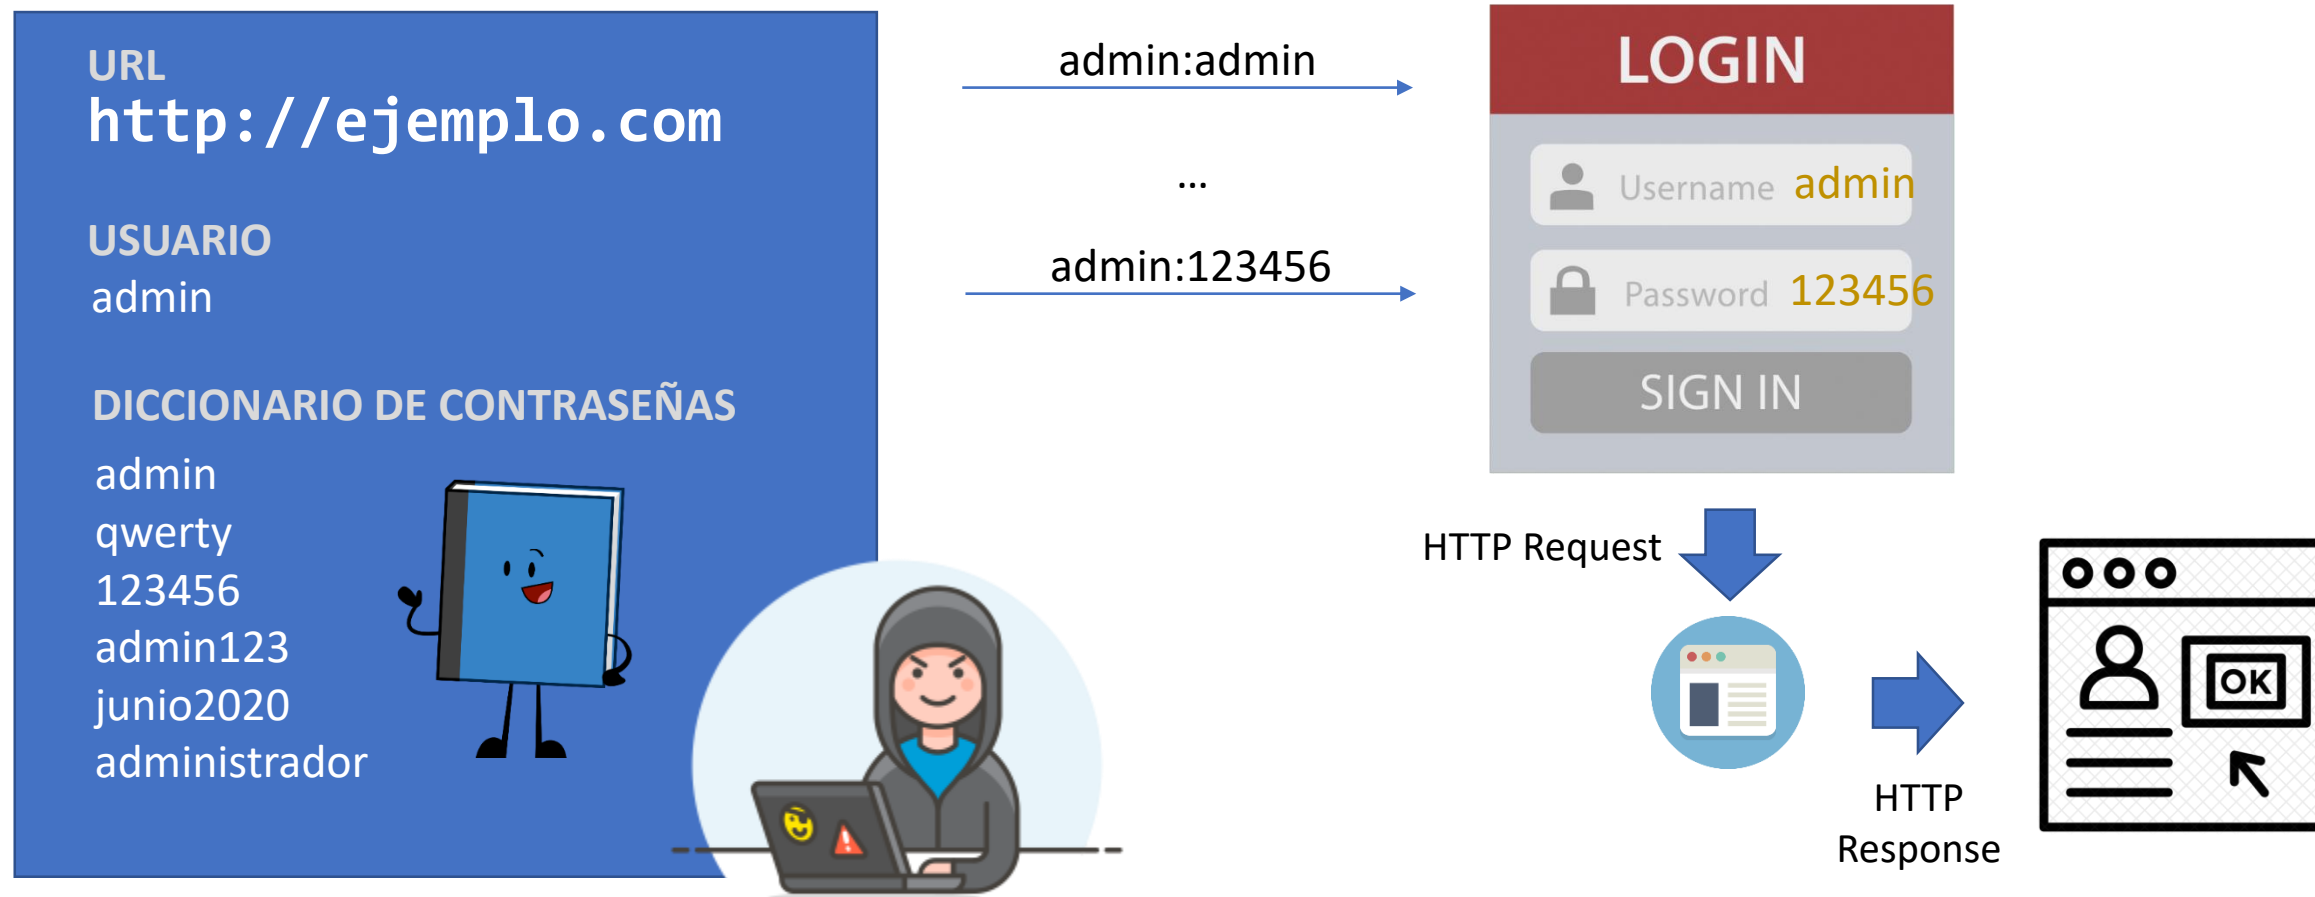 URL
http://ejemplo.com
USUARIO
admin
DICCIONARIO DE CONTRASEÑAS
admin
qwerty
123456
admin123
junio2020
administrador
admin:admin
...
admin:123456
LOGIN
Username admin
Password 123456
SIGN IN
HTTP Request
HTTP
Response
OK